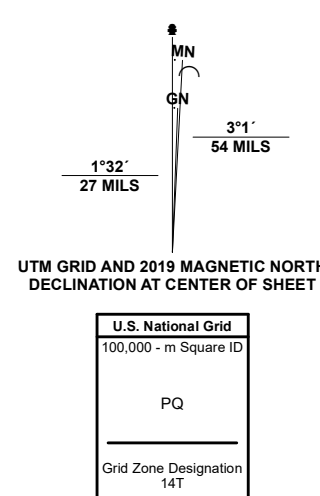 MN
GN
3°1´
54 MILS
1°32´
27 MILS
UTM GRID AND 2019 MAGNETIC NORTH
DECLINATION AT CENTER OF SHEET
U.S. National Grid
100,000 - m Square ID
PQ
Grid Zone Designation
14T